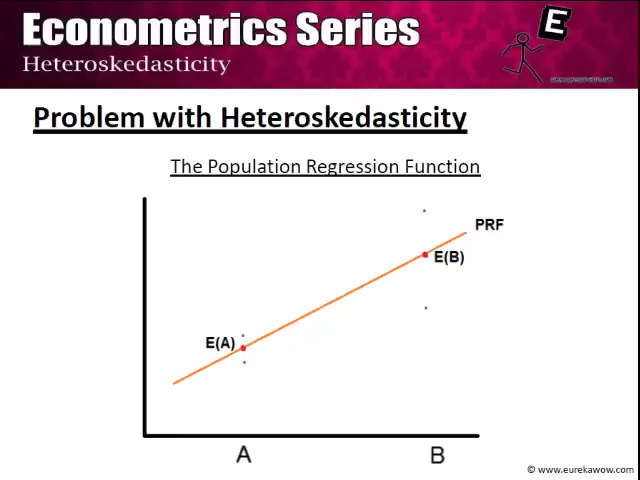 Econometrics Series
E
Heteroskedasticity
Problem with Heteroskedasticity
The Population Regression Function
PRF
E(B)
E(A)
A
B
© www.eurekawow.com